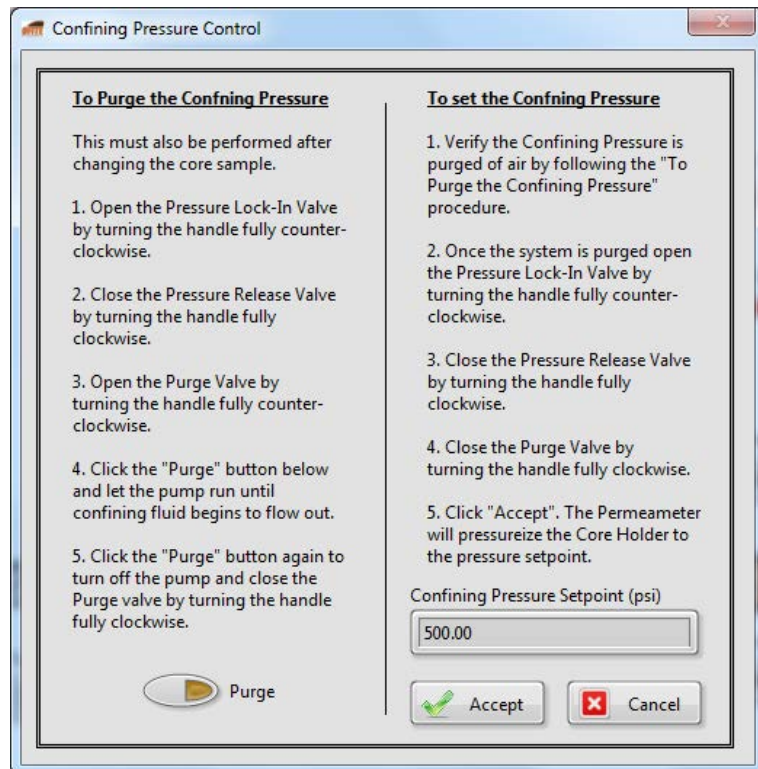 Confining Pressure Control
To Purge the Confning Pressure
This must also be performed after
changing the core sample.
1. Open the Pressure Lock-In Valve
by turning the handle fully counter-
clockwise.
2. Close the Pressure Release Valve
by turning the handle fully
clockwise.
3. Open the Purge Valve by
turning the handle fully counter-
clockwise.
4. Click the "Purge" button below
and let the pump run until
confining fluid begins to flow out.
5. Click the "Purge" button again to
turn off the pump and close the
Purge valve by turning the handle
fully clockwise.
Purge
To set the Confning Pressure
1. Verify the Confining Pressure is
purged of air by following the "To
Purge the Confining Pressure"
procedure.
2. Once the system is purged open
the Pressure Lock-In Valve by
turning the handle fully counter-
clockwise.
3. Close the Pressure Release Valve
by turning the handle fully
clockwise.
4. Close the Purge Valve by
turning the handle fully clockwise.
5. Click "Accept". The Permeameter
will pressureize the Core Holder to
the pressure setpoint.
Confining Pressure Setpoint (psi)
500.00
Accept
Cancel